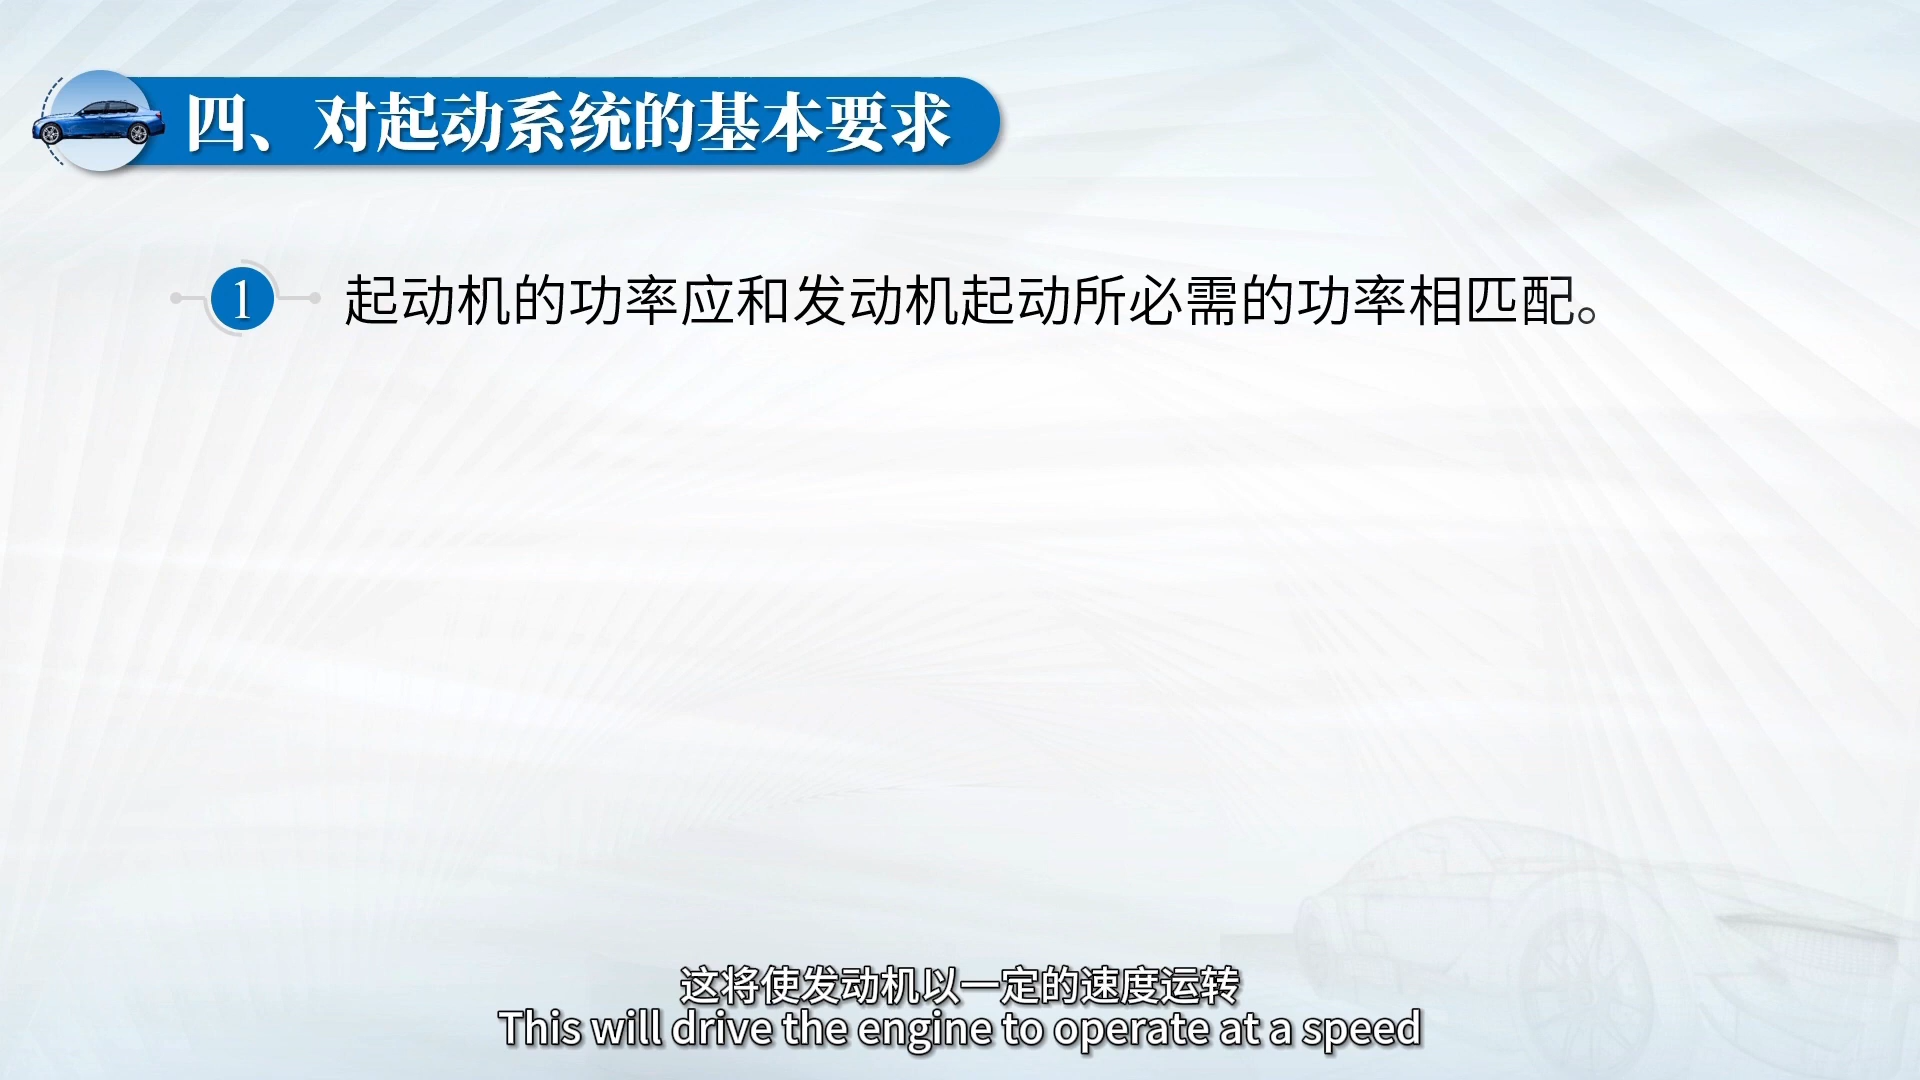 四、对起动系统的基本要求
1 起动机的功率应和发动机起动所必需的功率相匹配。
这将使发动机以一定的速度运转
This will drive the engine to operate at a speed